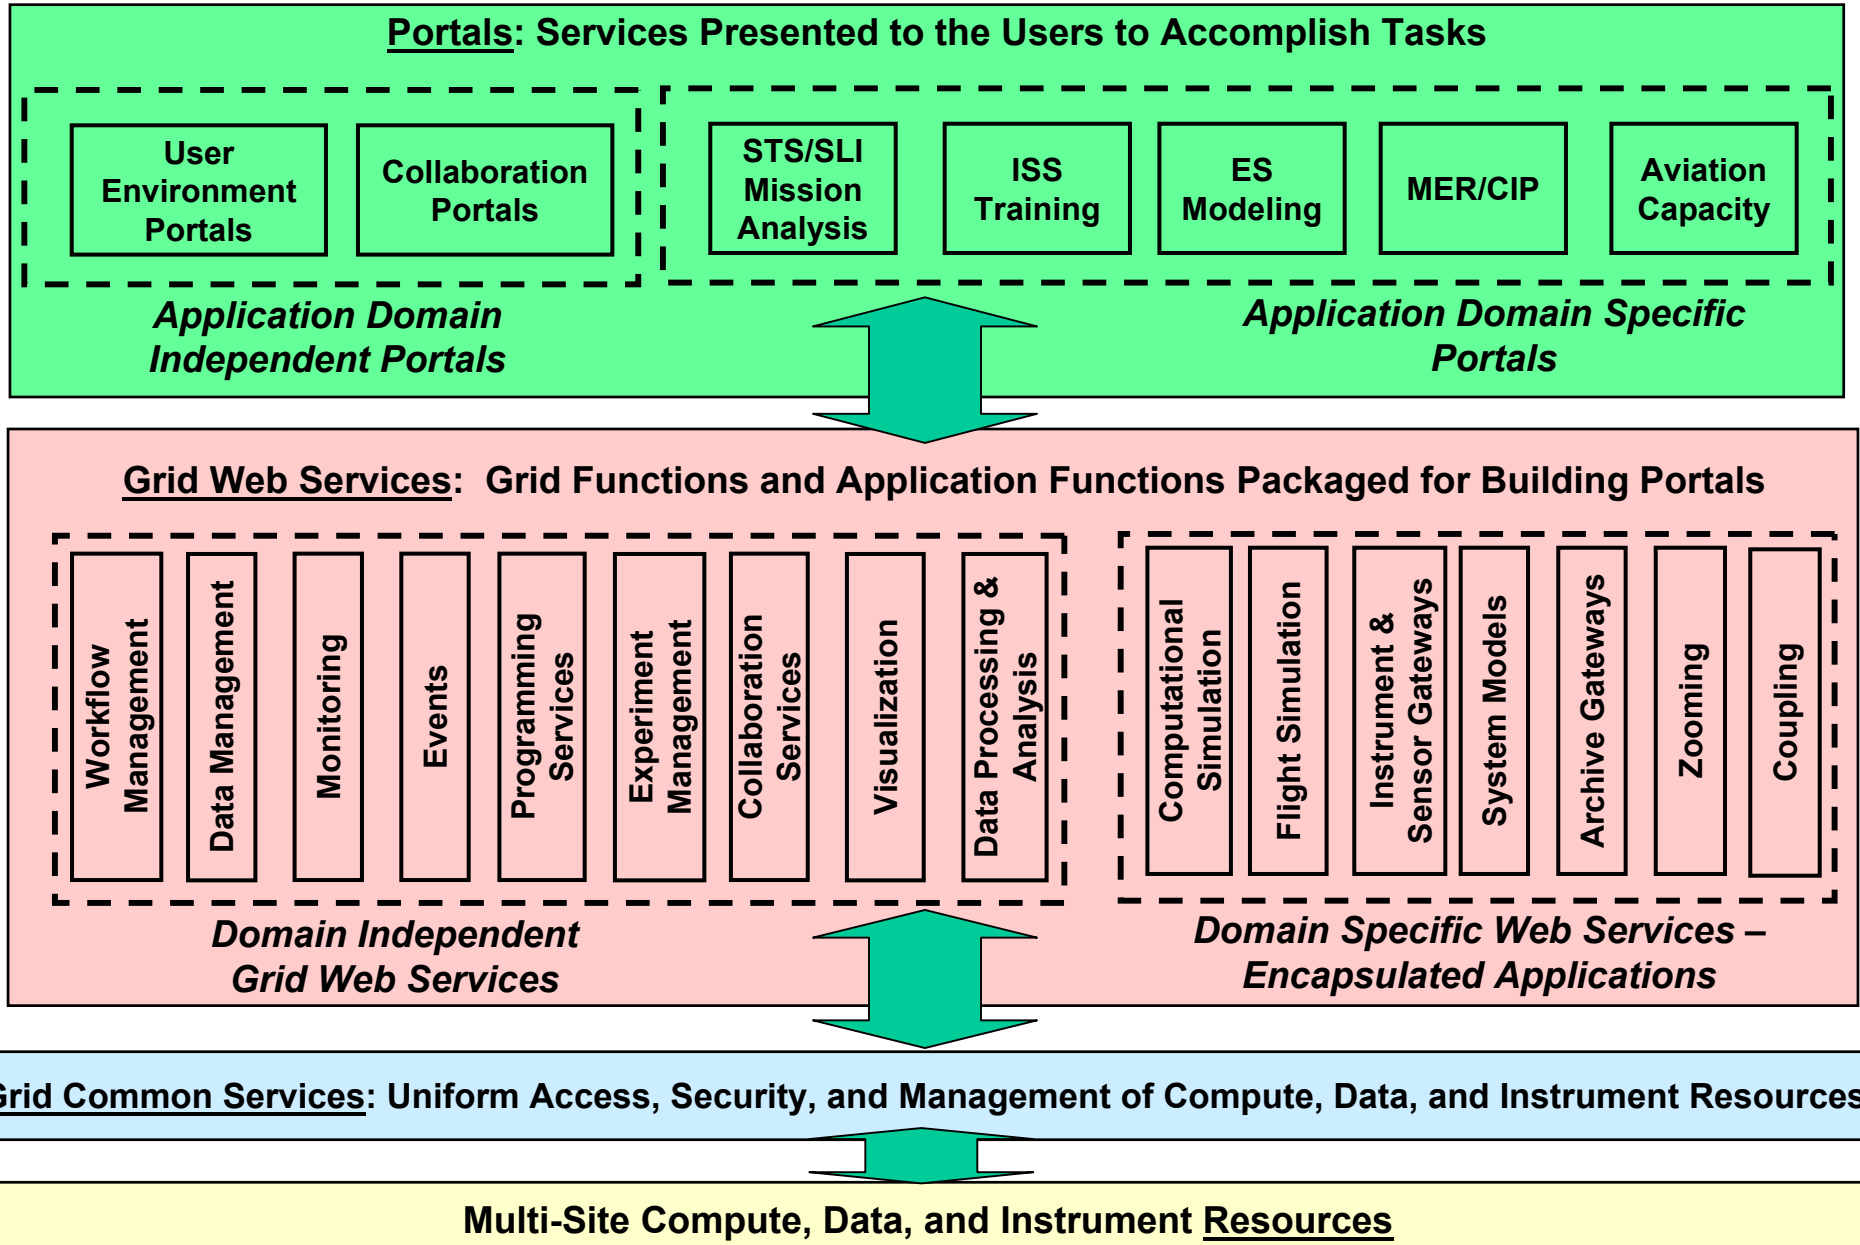 Portals: Services Presented to the Users to Accomplish Tasks
User
Environment
Portals
Collaboration
Portals
STS/SLI
Mission
Analysis
ISS
Training
ES
Modeling
MER/CIP
Aviation
Capacity
Application Domain
Independent Portals
Application Domain Specific
Portals
Grid Web Services: Grid Functions and Application Functions Packaged for Building Portals
Workflow
Management
Data Management
Monitoring
Events
Programming
Services
Experiment
Management
Collaboration
Services
Visualization
Data Processing &
Analysis
Computational
Simulation
Flight Simulation
Instrument &
Sensor Gateways
System Models
Archive Gateways
Zooming
Coupling
Domain Independent
Grid Web Services
Domain Specific Web Services –
Encapsulated Applications
Grid Common Services: Uniform Access, Security, and Management of Compute, Data, and Instrument Resources
Multi-Site Compute, Data, and Instrument Resources